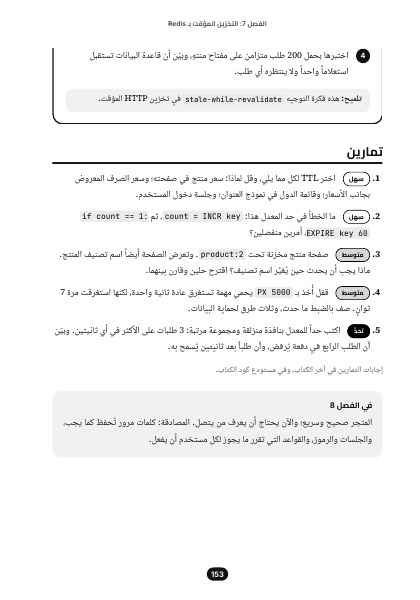 الفصل 7: التخزين المؤقت بـ Redis
4 اختبرها بحمل 200 طلب متزامن على مفتاح منتهٍ، وبيّن أن قاعدة البيانات تستقبل
استعلاماً واحداً ولا ينتظره أي طلب.
تلميح: هذه فكرة التوجيه stale-while-revalidate في تخزين HTTP المؤقت.
تمارين
1. سهل اختر TTL لكل مما يلي، وقل لماذا: سعر منتج في صفحته؛ وسعر الصرف المعروض
بجانب الأسعار؛ وقائمة الدول في نموذج العنوان؛ وجلسة دخول المستخدم.
2. سهل ما الخطأ في حد المعدل هذا: count = INCR key، ثم if count == 1:
EXPIRE key 60، أمرين منفصلين؟
3. متوسط صفحة منتج مخزنة تحت product:2. وتعرض الصفحة أيضاً اسم تصنيف المنتج.
ماذا يجب أن يحدث حين يُغيَّر اسم تصنيف؟ اقترح حلين وقارن بينهما.
4. متوسط قفل أُخذ بـ PX 5000 يحمي مهمة تستغرق عادة ثانية واحدة، لكنها استغرقت مرة 7
ثوانٍ. صف بالضبط ما حدث، وثلاث طرق لحماية البيانات.
5. تحدٍّ اكتب حداً للمعدل بنافذة منزلقة ومجموعة مرتبة: 3 طلبات على الأكثر في أي ثانيتين. وبيّن
أن الطلب الرابع في دفعة يُرفض، وأن طلباً بعد ثانيتين يُسمح به.
إجابات التمارين في آخر الكتاب، وفي مستودع كود الكتاب.
في الفصل 8
المتجر صحيح وسريع؛ والآن يحتاج أن يعرف من يتصل. المصادقة: كلمات مرور تُحفظ كما يجب،
والجلسات والرموز، والقواعد التي تقرر ما يجوز لكل مستخدم أن يفعل.
153